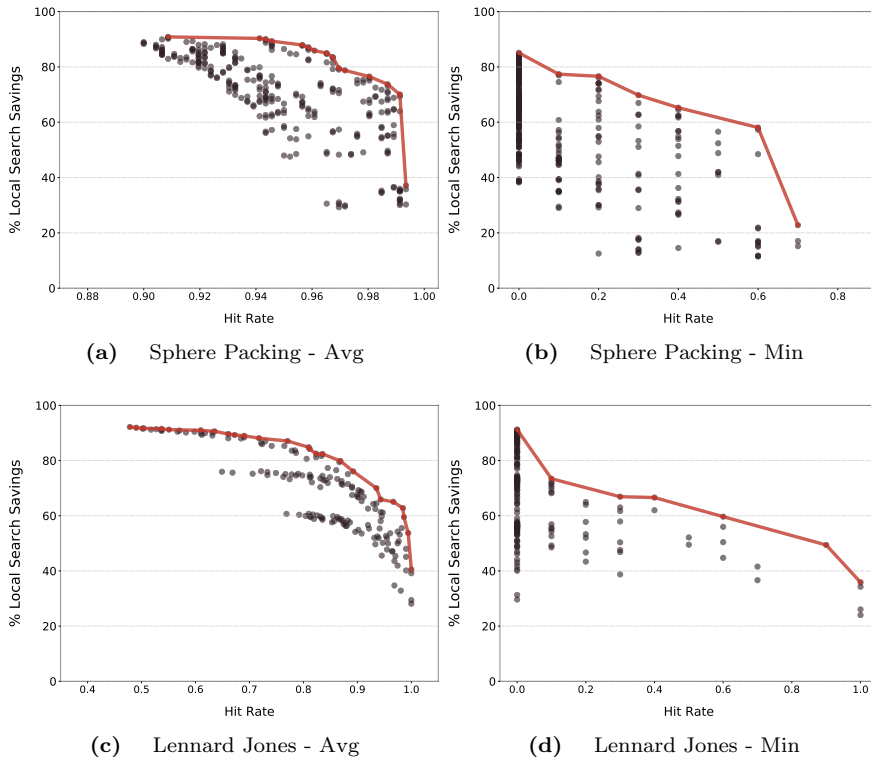 100
80
60
40
20
0
% Local Search Savings
0.88 0.90 0.92 0.94 0.96 0.98 1.00
Hit Rate
(a) Sphere Packing - Avg
100
80
60
40
20
0
% Local Search Savings
0.0 0.2 0.4 0.6 0.8
Hit Rate
(b) Sphere Packing - Min
100
80
60
40
20
0
% Local Search Savings
0.4 0.5 0.6 0.7 0.8 0.9 1.0
Hit Rate
(c) Lennard Jones - Avg
100
80
60
40
20
0
% Local Search Savings
0.0 0.2 0.4 0.6 0.8 1.0
Hit Rate
(d) Lennard Jones - Min